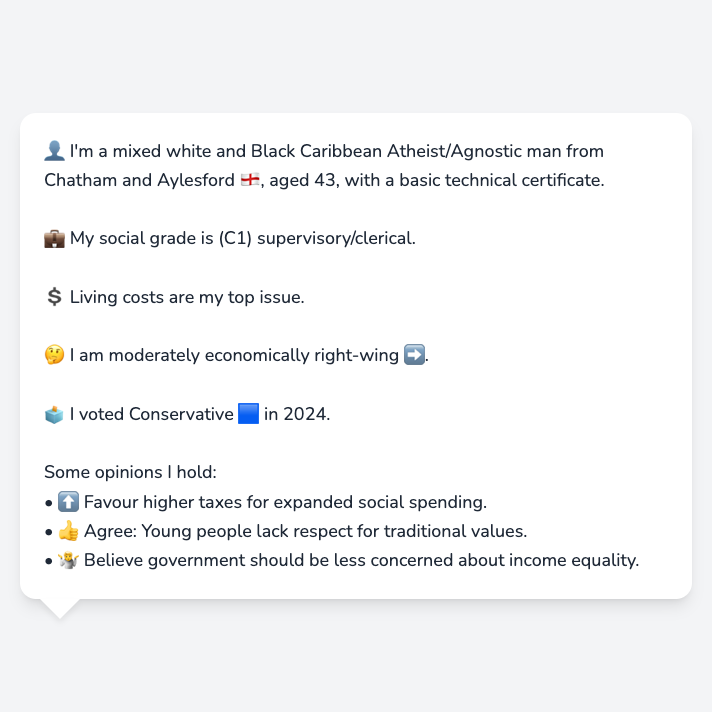 👤 I'm a mixed white and Black Caribbean Atheist/Agnostic man from
Chatham and Aylesford 🏴󠁧󠁢󠁥󠁮󠁧󠁿, aged 43, with a basic technical certificate.
💼 My social grade is (C1) supervisory/clerical.
💲 Living costs are my top issue.
🤔 I am moderately economically right-wing ➡️.
🗳️ I voted Conservative 🟦 in 2024.
Some opinions I hold:
• ⬆️ Favour higher taxes for expanded social spending.
• 👍 Agree: Young people lack respect for traditional values.
• 🤷 Believe government should be less concerned about income equality.